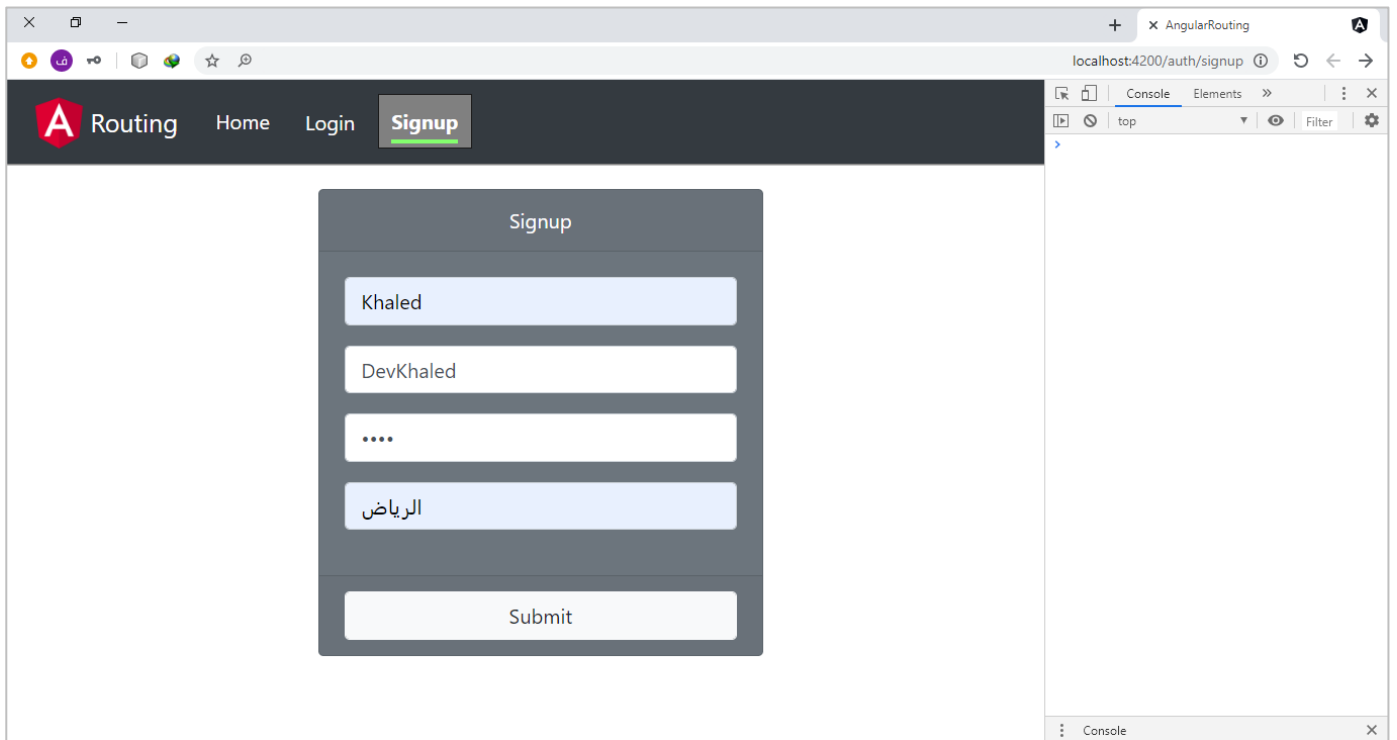 AngularRouting
ف
localhost:4200/auth/signup
Routing Home Login Signup
Console Elements
top Filter
Signup
Khaled
DevKhaled
••••
الرياض
Submit
Console